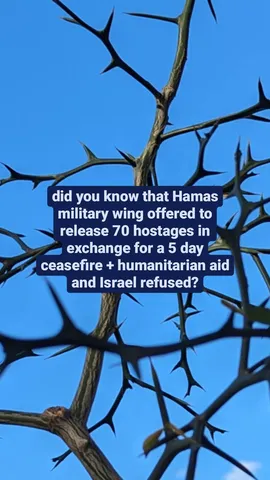 did you know that Hamas
military wing offered to
release 70 hostages in
exchange for a 5 day
ceasefire + humanitarian aid
and Israel refused?